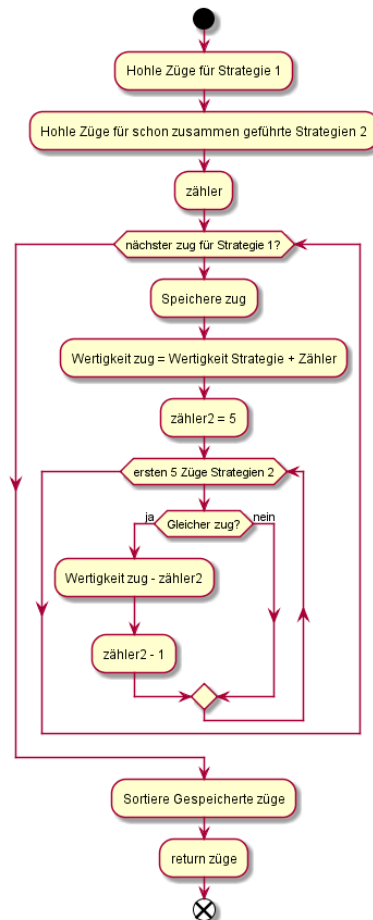 Hohle Züge für Strategie 1
Hohle Züge für schon zusammen geführte Strategien 2
zähler
nächster zug für Strategie 1?
Speichere zug
Wertigkeit zug = Wertigkeit Strategie + Zähler
zähler2 = 5
ersten 5 Züge Strategien 2
ja
Gleicher zug?
nein
Wertigkeit zug - zähler2
zähler2 - 1
Sortiere Gespeicherte züge
return züge